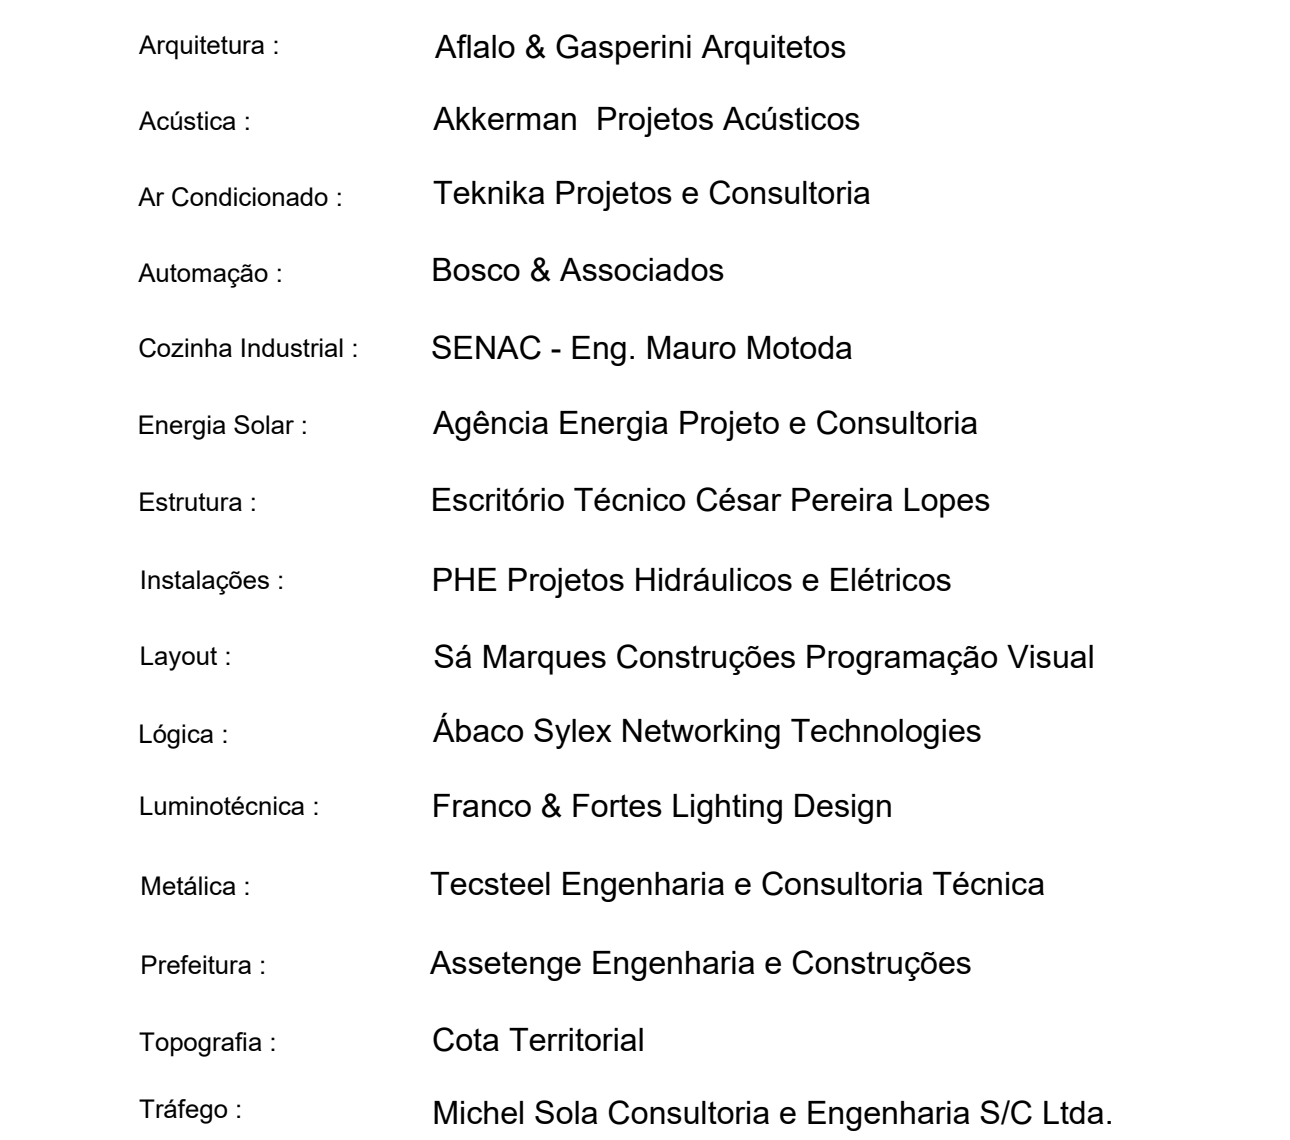 Arquitetura : Aflalo & Gasperini Arquitetos
Acústica : Akkerman  Projetos Acústicos
Ar Condicionado : Teknika Projetos e Consultoria
Automação : Bosco & Associados
Cozinha Industrial : SENAC - Eng. Mauro Motoda
Energia Solar : Agência Energia Projeto e Consultoria
Estrutura : Escritório Técnico César Pereira Lopes
Instalações : PHE Projetos Hidráulicos e Elétricos
Layout : Sá Marques Construções Programação Visual
Lógica : Ábaco Sylex Networking Technologies
Luminotécnica : Franco & Fortes Lighting Design
Metálica : Tecsteel Engenharia e Consultoria Técnica
Prefeitura : Assetenge Engenharia e Construções
Topografia : Cota Territorial
Tráfego : Michel Sola Consultoria e Engenharia S/C Ltda.